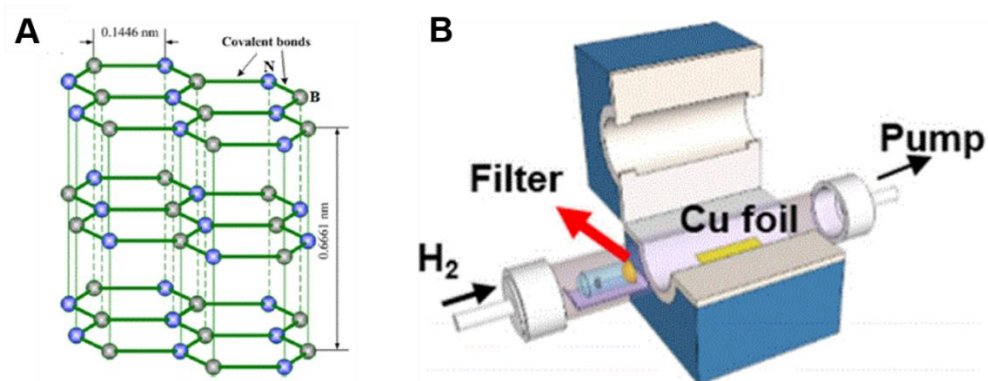 A
0.1446 nm
Covalent bonds
N
B
0.6661 nm
B
Filter
H₂
Cu foil
Pump